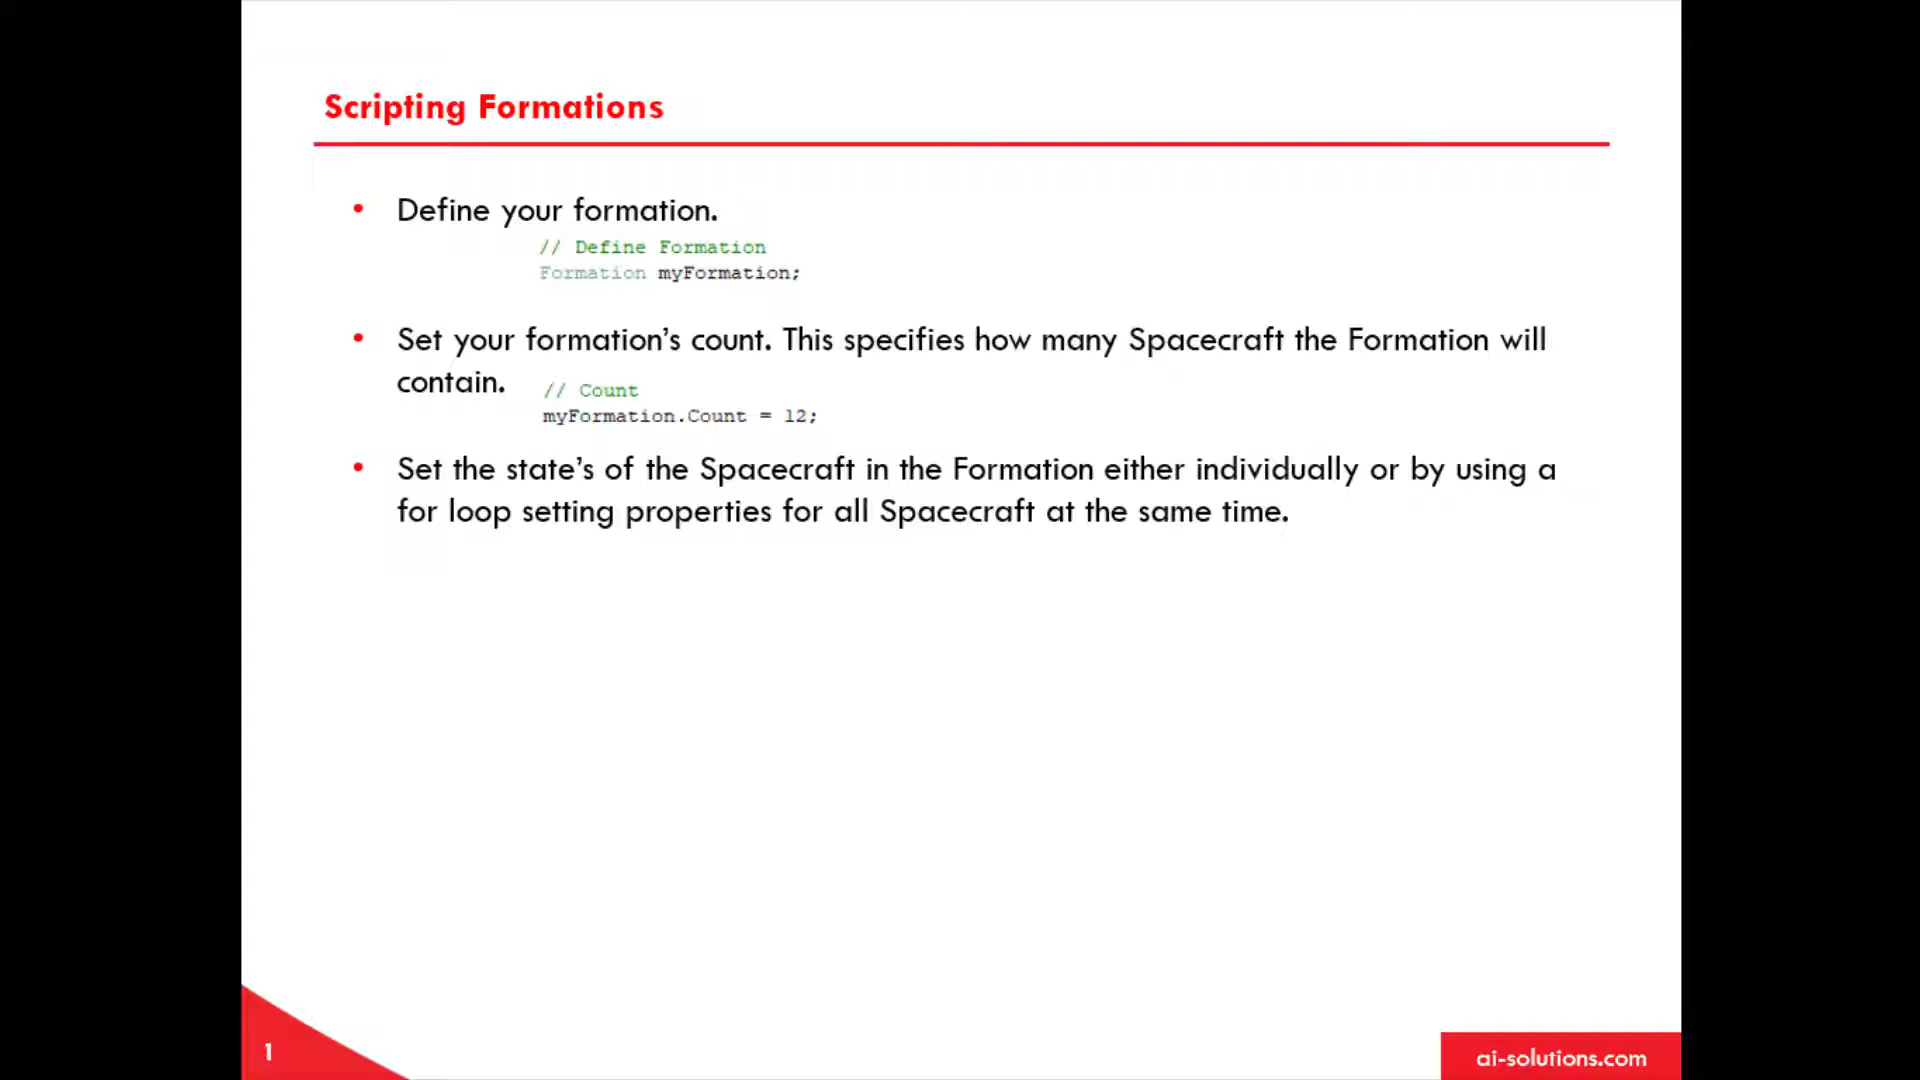 Scripting Formations
• Define your formation.
// Define Formation
Formation myFormation;
• Set your formation’s count. This specifies how many Spacecraft the Formation will
contain.
// Count
myFormation.Count = 12;
• Set the state’s of the Spacecraft in the Formation either individually or by using a
for loop setting properties for all Spacecraft at the same time.
1
ai-solutions.com